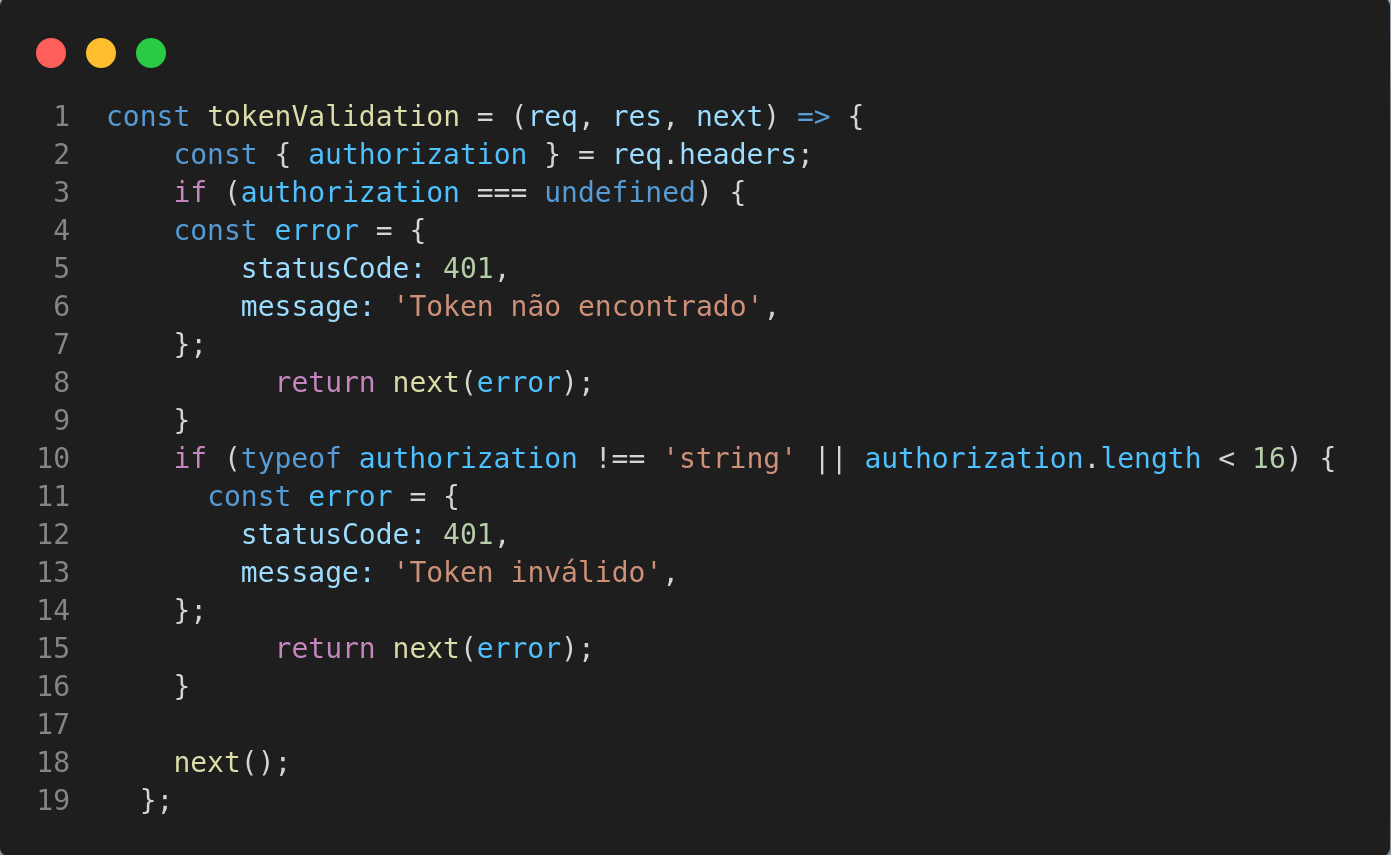 1 const tokenValidation = (req, res, next) => {
2     const { authorization } = req.headers;
3     if (authorization === undefined) {
4     const error = {
5         statusCode: 401,
6         message: 'Token não encontrado',
7     };
8           return next(error);
9     }
10     if (typeof authorization !== 'string' || authorization.length < 16) {
11       const error = {
12         statusCode: 401,
13         message: 'Token inválido',
14     };
15           return next(error);
16     }
17
18     next();
19   };